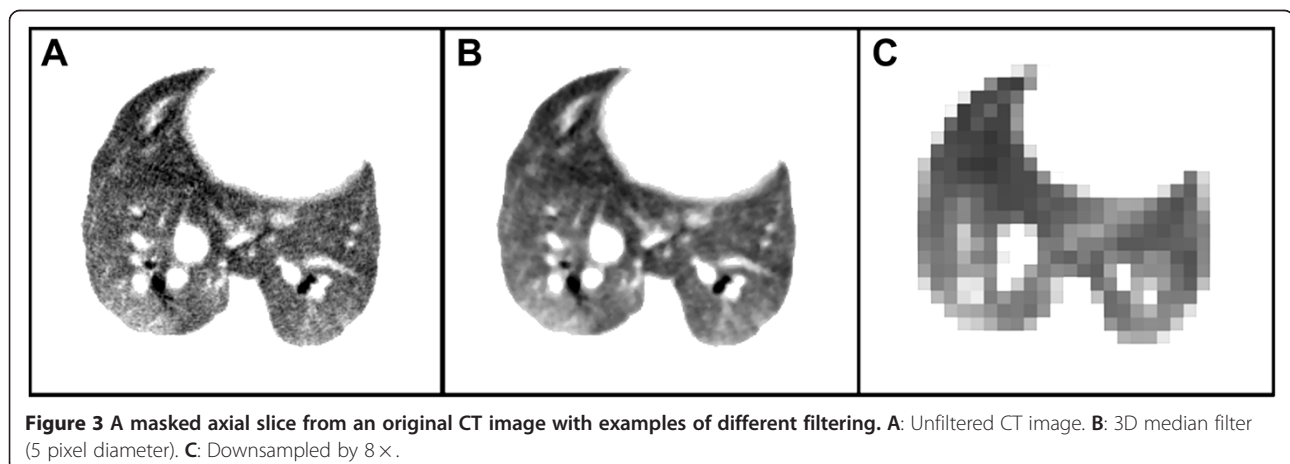 A
B
C
Figure 3 A masked axial slice from an original CT image with examples of different filtering. A: Unfiltered CT image. B: 3D median filter
(5 pixel diameter). C: Downsampled by 8 ×.